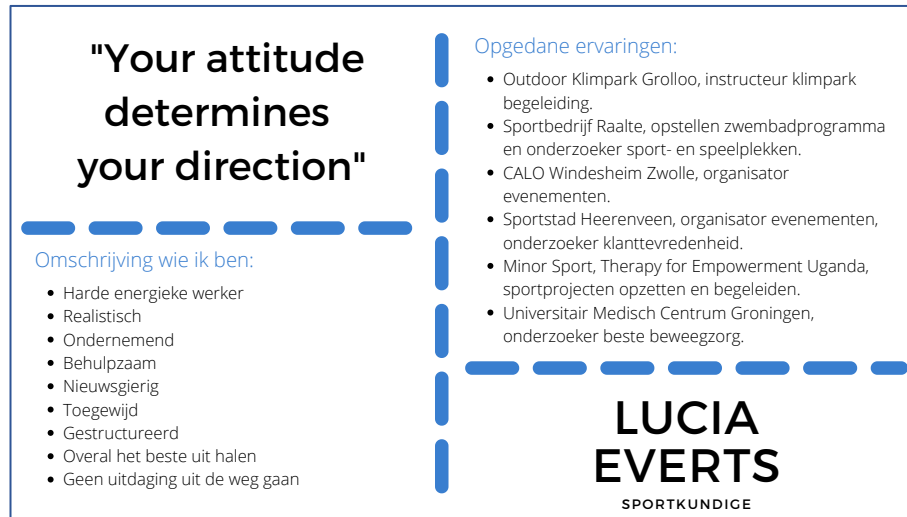 "Your attitude
determines
your direction"
Omschrijving wie ik ben:
• Harde energieke werker
• Realistisch
• Ondernemend
• Behulpzaam
• Nieuwsgierig
• Toegewijd
• Gestructureerd
• Overal het beste uit halen
• Geen uitdaging uit de weg gaan
Opgedane ervaringen:
• Outdoor Klimpark Grolloo, instructeur klimpark
begeleiding.
• Sportbedrijf Raalte, opstellen zwembadprogramma
en onderzoeker sport- en speelplekken.
• CALO Windesheim Zwolle, organisator
evenementen.
• Sportstad Heerenveen, organisator evenementen,
onderzoeker klanttevredenheid.
• Minor Sport, Therapy for Empowerment Uganda,
sportprojecten opzetten en begeleiden.
• Universitair Medisch Centrum Groningen,
onderzoeker beste beweegzorg.
LUCIA
EVERTS
SPORTKUNDIGE